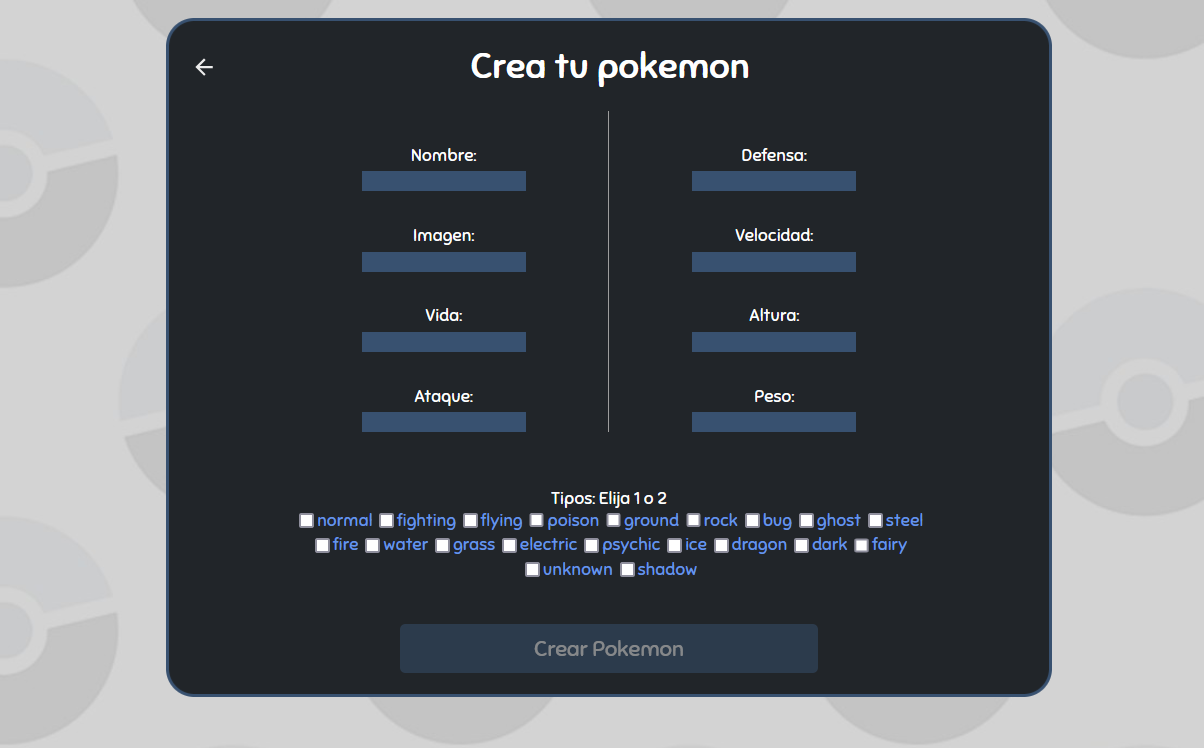 Crea tu pokemon
Nombre:
Imagen:
Vida:
Ataque:
Defensa:
Velocidad:
Altura:
Peso:
Tipos: Elija 1 o 2
normal fighting flying poison ground rock bug ghost steel
fire water grass electric psychic ice dragon dark fairy
unknown shadow
Crear Pokemon